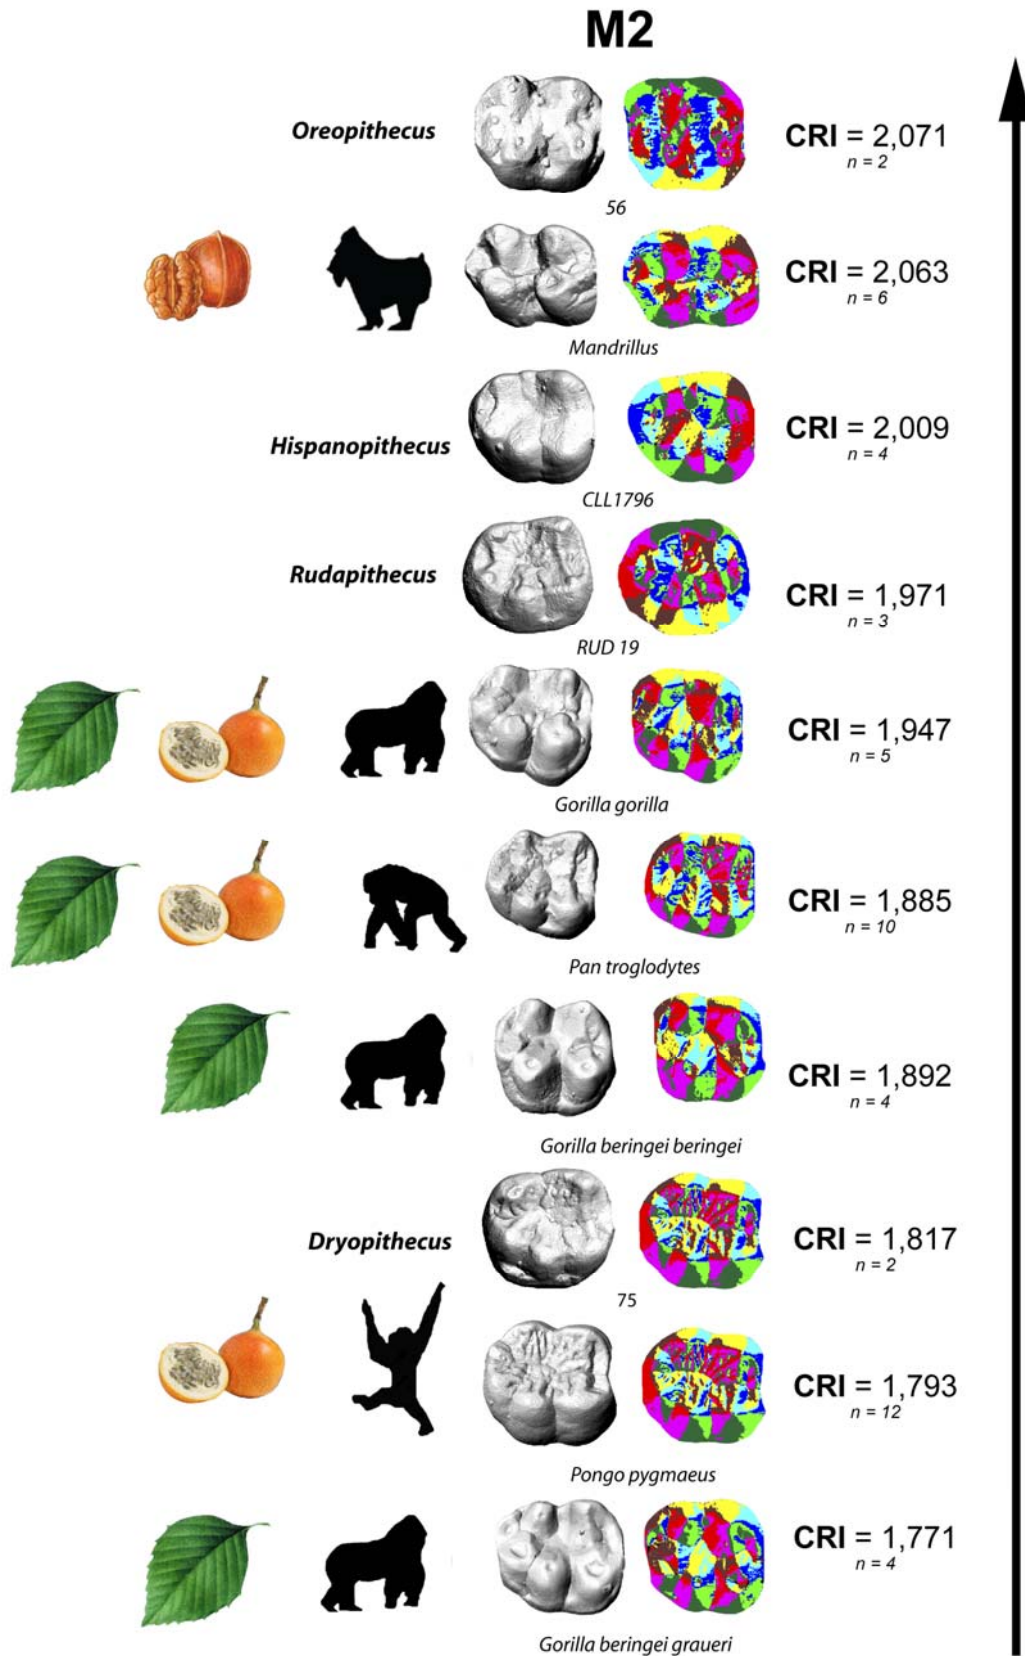 M2
Oreopithecus
CRI = 2,071
n = 2
56
CRI = 2,063
n = 6
Mandrillus
Hispanopithecus
CRI = 2,009
n = 4
CLL1796
Rudapithecus
CRI = 1,971
n = 3
RUD 19
CRI = 1,947
n = 5
Gorilla gorilla
CRI = 1,885
n = 10
Pan troglodytes
CRI = 1,892
n = 4
Gorilla beringei beringei
Dryopithecus
CRI = 1,817
n = 2
75
CRI = 1,793
n = 12
Pongo pygmaeus
CRI = 1,771
n = 4
Gorilla beringei graueri